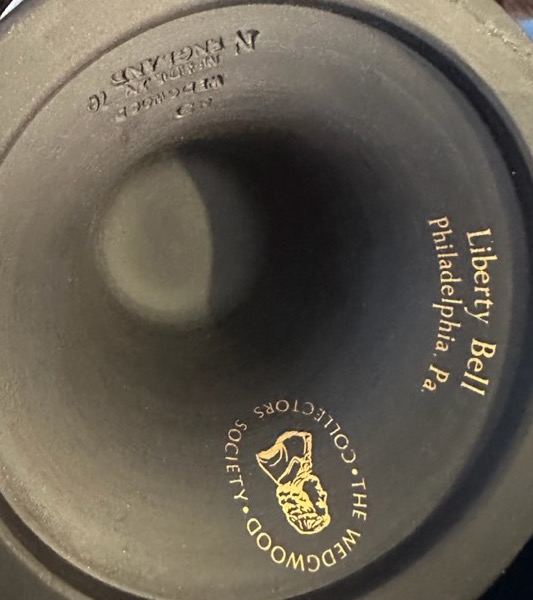 WEDGWOOD
ENGLAND
Liberty Bell
Philadelphia, Pa.
• THE WEDGWOOD • COLLECTORS SOCIETY